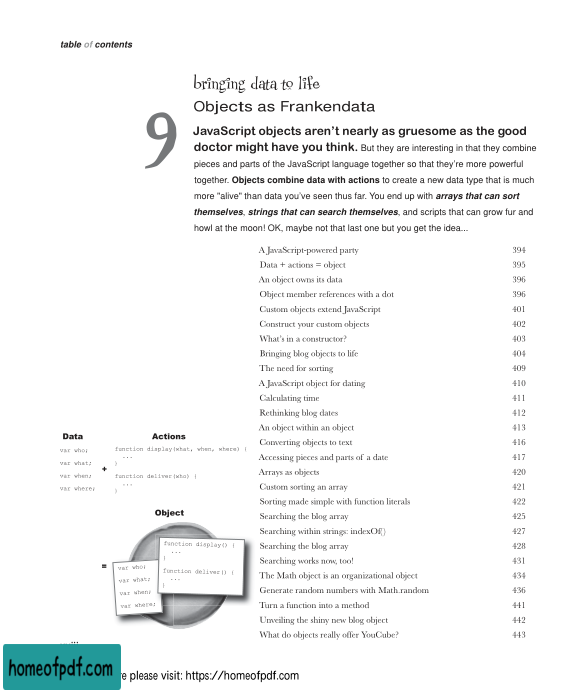 table of contents
bringing data to life
Objects as Frankendata
9
JavaScript objects aren't nearly as gruesome as the good
doctor might have you think. But they are interesting in that they combine
pieces and parts of the JavaScript language together so that they're more powerful
together. Objects combine data with actions to create a new data type that is much
more "alive" than data you've seen thus far. You end up with arrays that can sort
themselves, strings that can search themselves, and scripts that can grow fur and
howl at the moon! OK, maybe not that last one but you get the idea...
A JavaScript-powered party 394
Data + actions = object 395
An object owns its data 396
Object member references with a dot 396
Custom objects extend JavaScript 401
Construct your custom objects 402
What's in a constructor? 403
Bringing blog objects to life 404
The need for sorting 409
A JavaScript object for dating 410
Calculating time 411
Rethinking blog dates 412
An object within an object 413
Converting objects to text 416
Accessing pieces and parts of a date 417
Arrays as objects 420
Custom sorting an array 421
Sorting made simple with function literals 422
Searching the blog array 425
Searching within strings: indexOf() 427
Searching the blog array 428
Searching works now, too! 431
The Math object is an organizational object 434
Generate random numbers with Math.random 436
Turn a function into a method 441
Unveiling the shiny new blog object 442
What do objects really offer YouCube? 443
Data
var who;
var what;
var when;
var where;
+
Actions
function display(what, when, where) {
...
}
function deliver(who) {
...
}
Object
=
function display() {
...
}
function deliver() {
...
}
var who;
var what;
var when;
var where;
homeofpdf.com
e please visit: https://homeofpdf.com